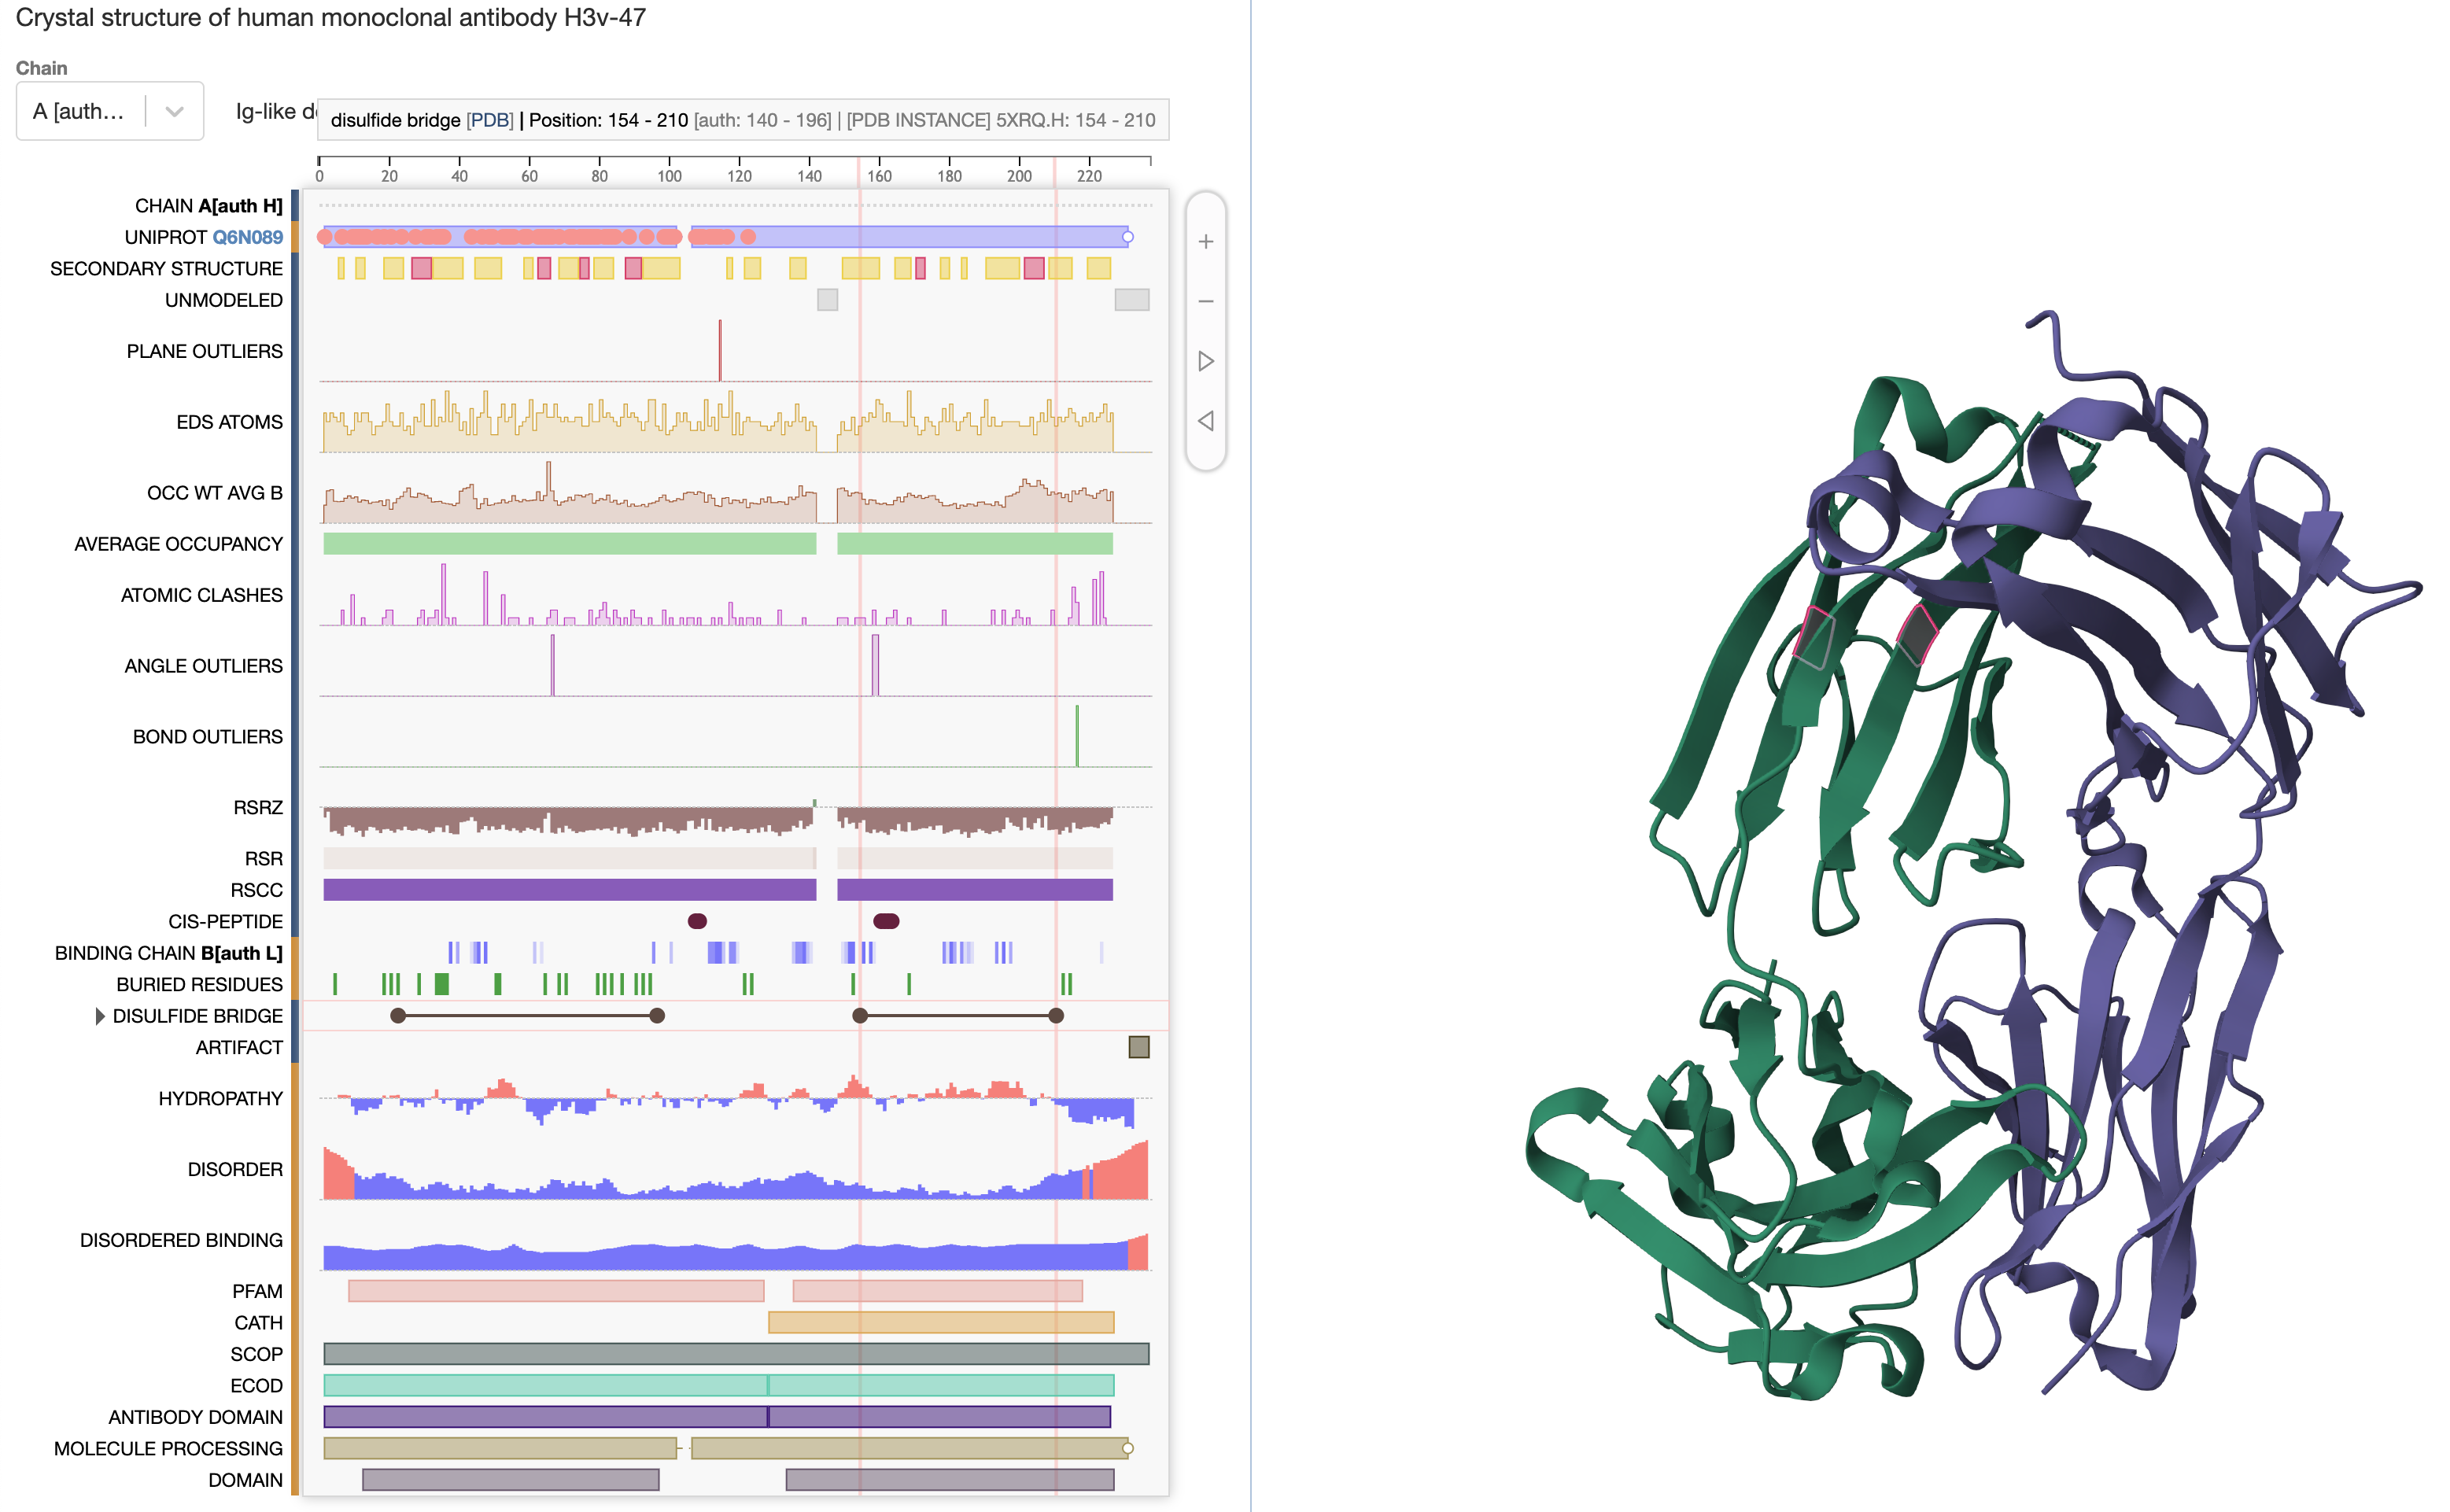 Crystal structure of human monoclonal antibody H3v-47
Chain
A [auth...
Ig-like d
disulfide bridge [PDB] | Position: 154 - 210 [auth: 140 - 196] | [PDB INSTANCE] 5XRQ.H: 154 - 210
0 20 40 60 80 100 120 140 160 180 200 220
CHAIN A[auth H]
UNIPROT Q6N089
SECONDARY STRUCTURE
UNMODELED
PLANE OUTLIERS
EDS ATOMS
OCC WT AVG B
AVERAGE OCCUPANCY
ATOMIC CLASHES
ANGLE OUTLIERS
BOND OUTLIERS
RSRZ
RSR
RSCC
CIS-PEPTIDE
BINDING CHAIN B[auth L]
BURIED RESIDUES
DISULFIDE BRIDGE
ARTIFACT
HYDROPATHY
DISORDER
DISORDERED BINDING
PFAM
CATH
SCOP
ECOD
ANTIBODY DOMAIN
MOLECULE PROCESSING
DOMAIN